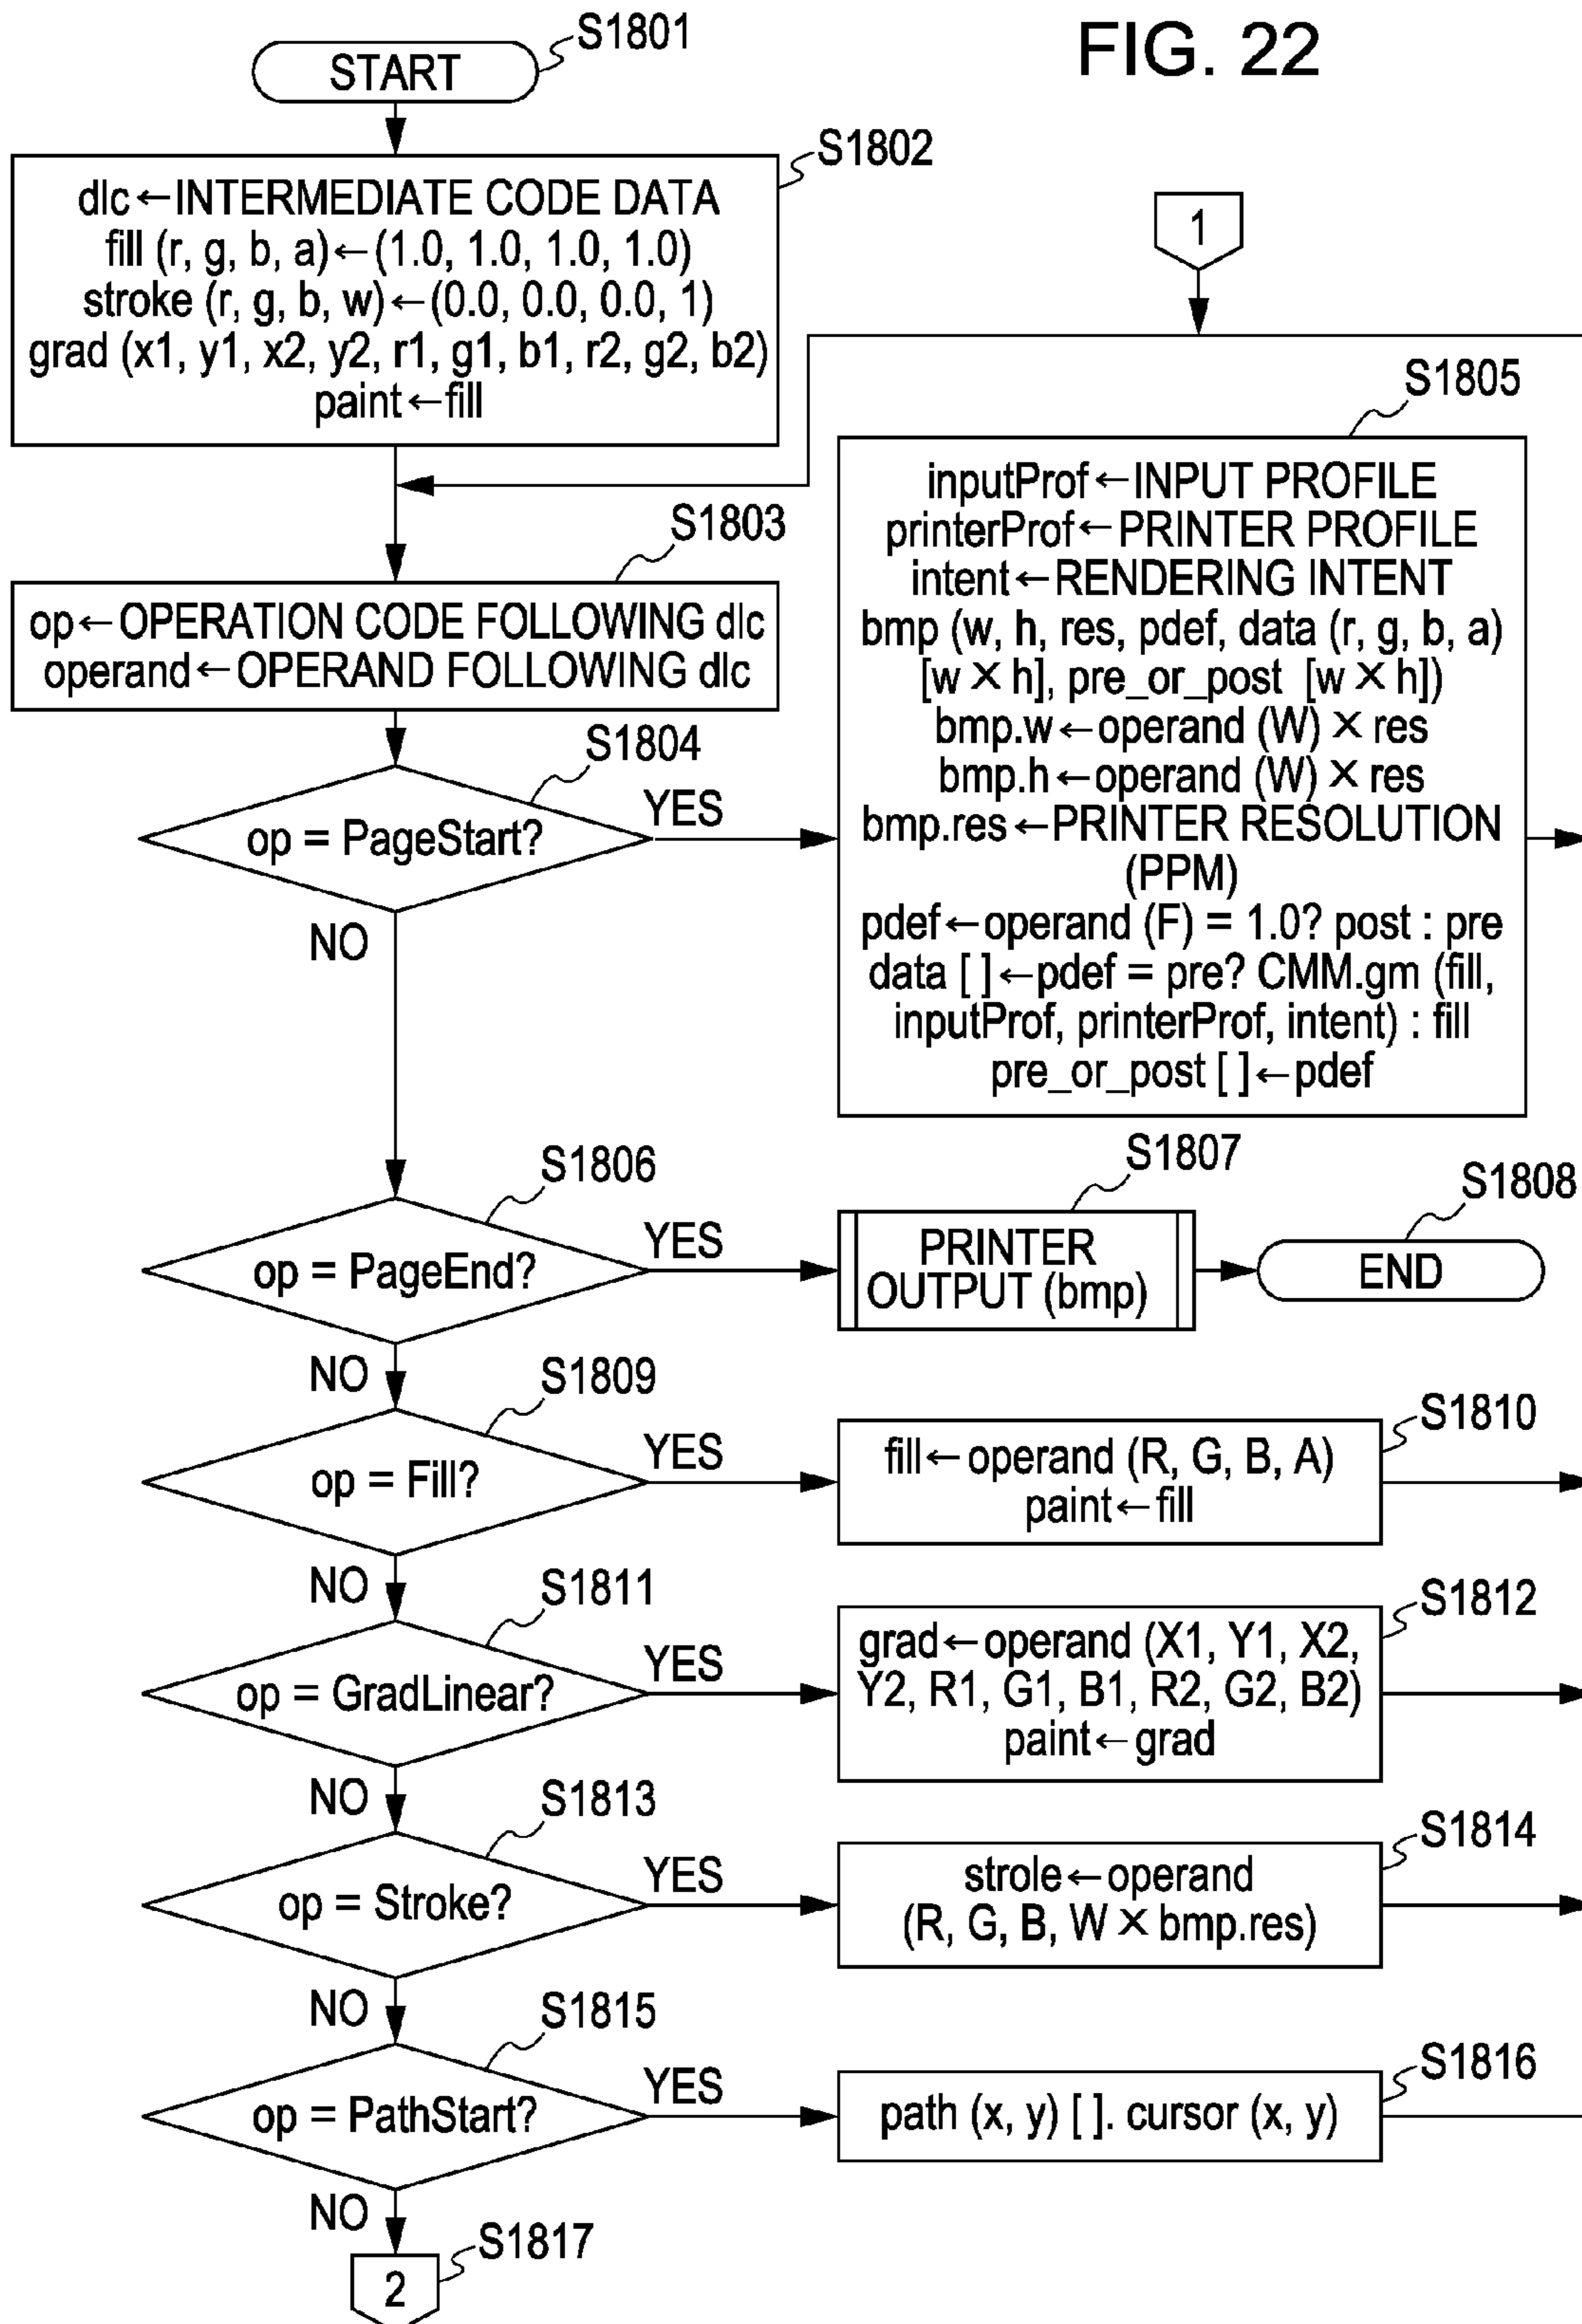 FIG. 22
S1801
START
S1802
dlc←INTERMEDIATE CODE DATA
fill (r, g, b, a)←(1.0, 1.0, 1.0, 1.0)
stroke (r, g, b, w)←(0.0, 0.0, 0.0, 1)
grad (x1, y1, x2, y2, r1, g1, b1, r2, g2, b2)
paint←fill
1
S1803
op←OPERATION CODE FOLLOWING dlc
operand←OPERAND FOLLOWING dlc
S1804
op = PageStart?
YES
NO
S1805
inputProf←INPUT PROFILE
printerProf←PRINTER PROFILE
intent←RENDERING INTENT
bmp (w, h, res, pdef, data (r, g, b, a)
[w X h], pre_or_post [w X h])
bmp.w←operand (W) X res
bmp.h←operand (W) X res
bmp.res←PRINTER RESOLUTION
(PPM)
pdef←operand (F) = 1.0? post : pre
data [ ]←pdef = pre? CMM.gm (fill,
inputProf, printerProf, intent) : fill
pre_or_post [ ]←pdef
S1806
op = PageEnd?
YES
NO
S1807
PRINTER
OUTPUT (bmp)
S1808
END
S1809
op = Fill?
YES
NO
S1810
fill←operand (R, G, B, A)
paint←fill
S1811
op = GradLinear?
YES
NO
S1812
grad←operand (X1, Y1, X2,
Y2, R1, G1, B1, R2, G2, B2)
paint←grad
S1813
op = Stroke?
YES
NO
S1814
strole←operand
(R, G, B, W X bmp.res)
S1815
op = PathStart?
YES
NO
S1816
path (x, y) [ ]. cursor (x, y)
S1817
2